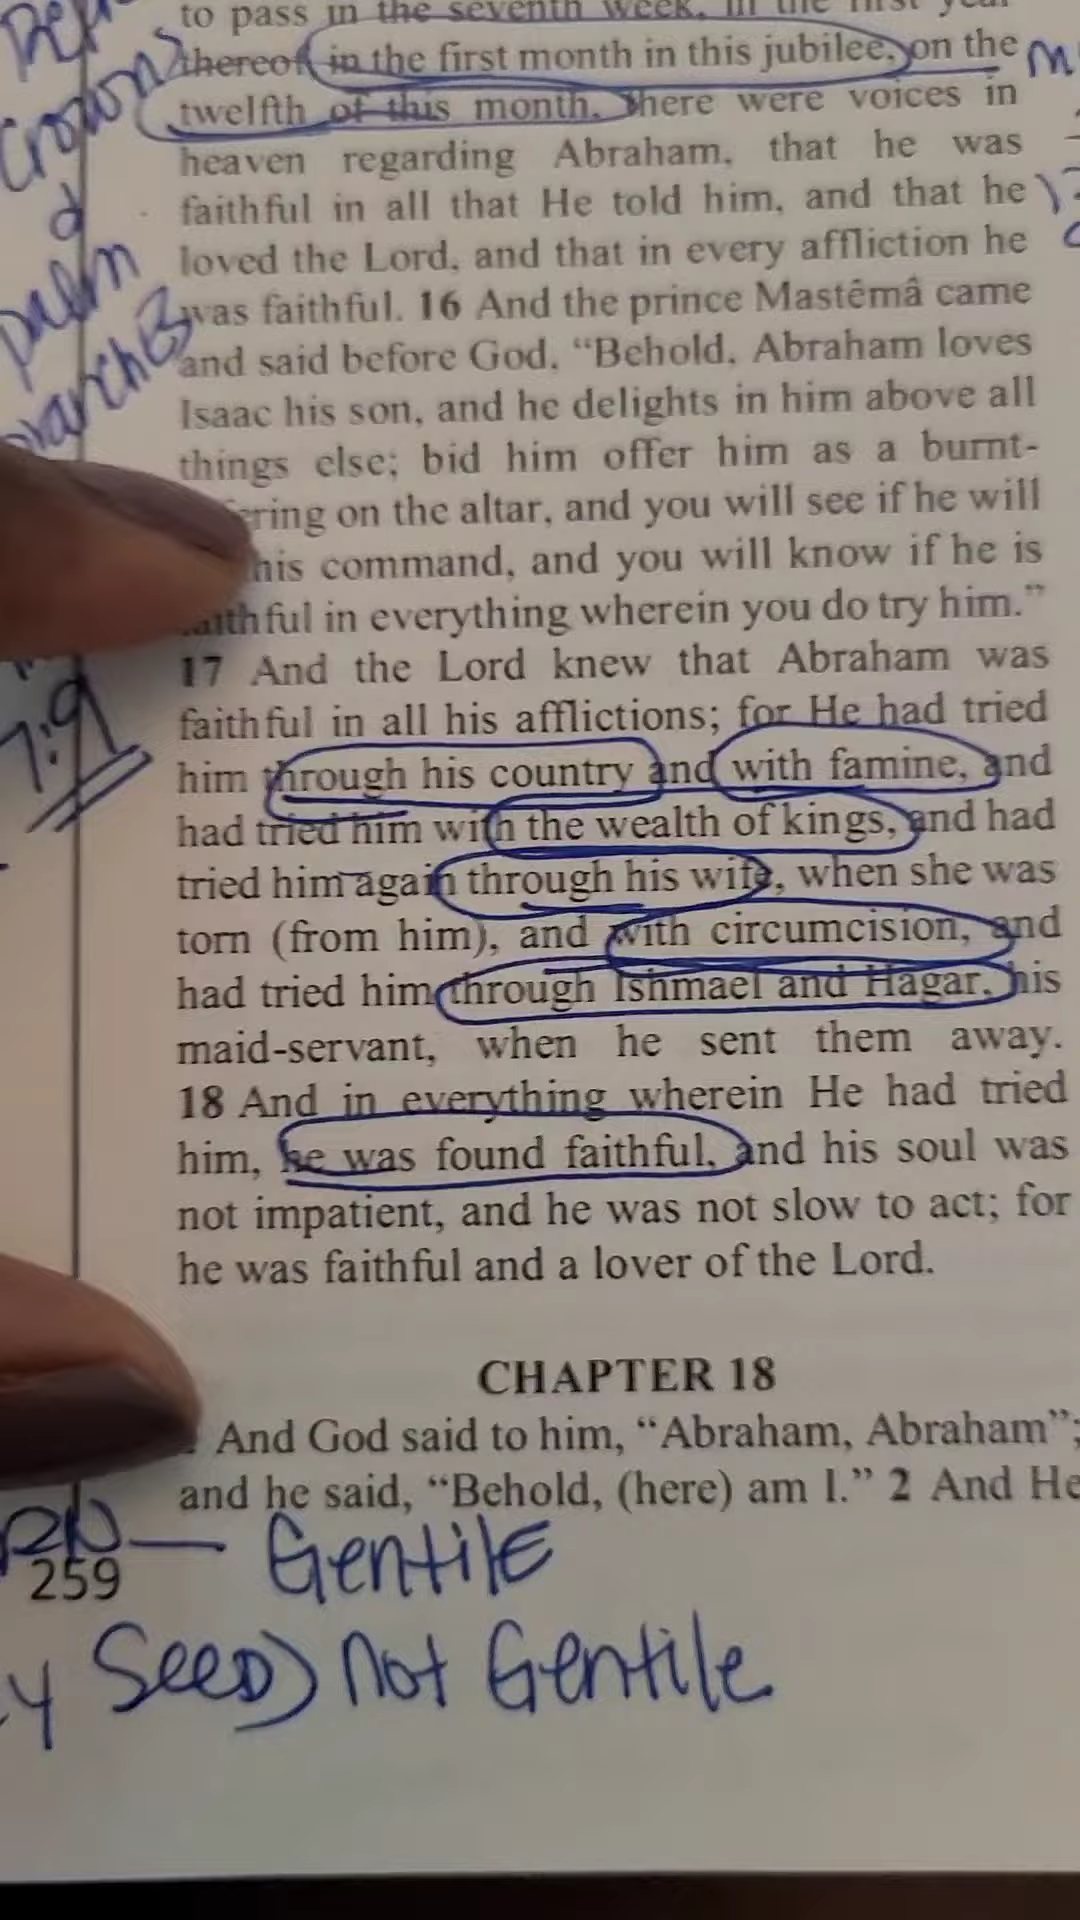 to pass in the seventh week, in the first year
thereof in the first month in this jubilee, on the
twelfth of this month, there were voices in
heaven regarding Abraham, that he was
faithful in all that He told him, and that he
loved the Lord, and that in every affliction he
was faithful. 16 And the prince Mastêmâ came
and said before God, “Behold, Abraham loves
Isaac his son, and he delights in him above all
things else; bid him offer him as a burnt-
ering on the altar, and you will see if he will
his command, and you will know if he is
faithful in everything wherein you do try him.”
17 And the Lord knew that Abraham was
faithful in all his afflictions; for He had tried
him through his country and with famine, and
had tried him with the wealth of kings, and had
tried him again through his wife, when she was
torn (from him), and with circumcision, and
had tried him through Ishmael and Hagar, his
maid-servant, when he sent them away.
18 And in everything wherein He had tried
him, he was found faithful, and his soul was
not impatient, and he was not slow to act; for
he was faithful and a lover of the Lord.
CHAPTER 18
And God said to him, “Abraham, Abraham”;
and he said, “Behold, (here) am I.” 2 And He
259
Crowns
&
palm
branches
7:9
Gentile
y Seed) not Gentile